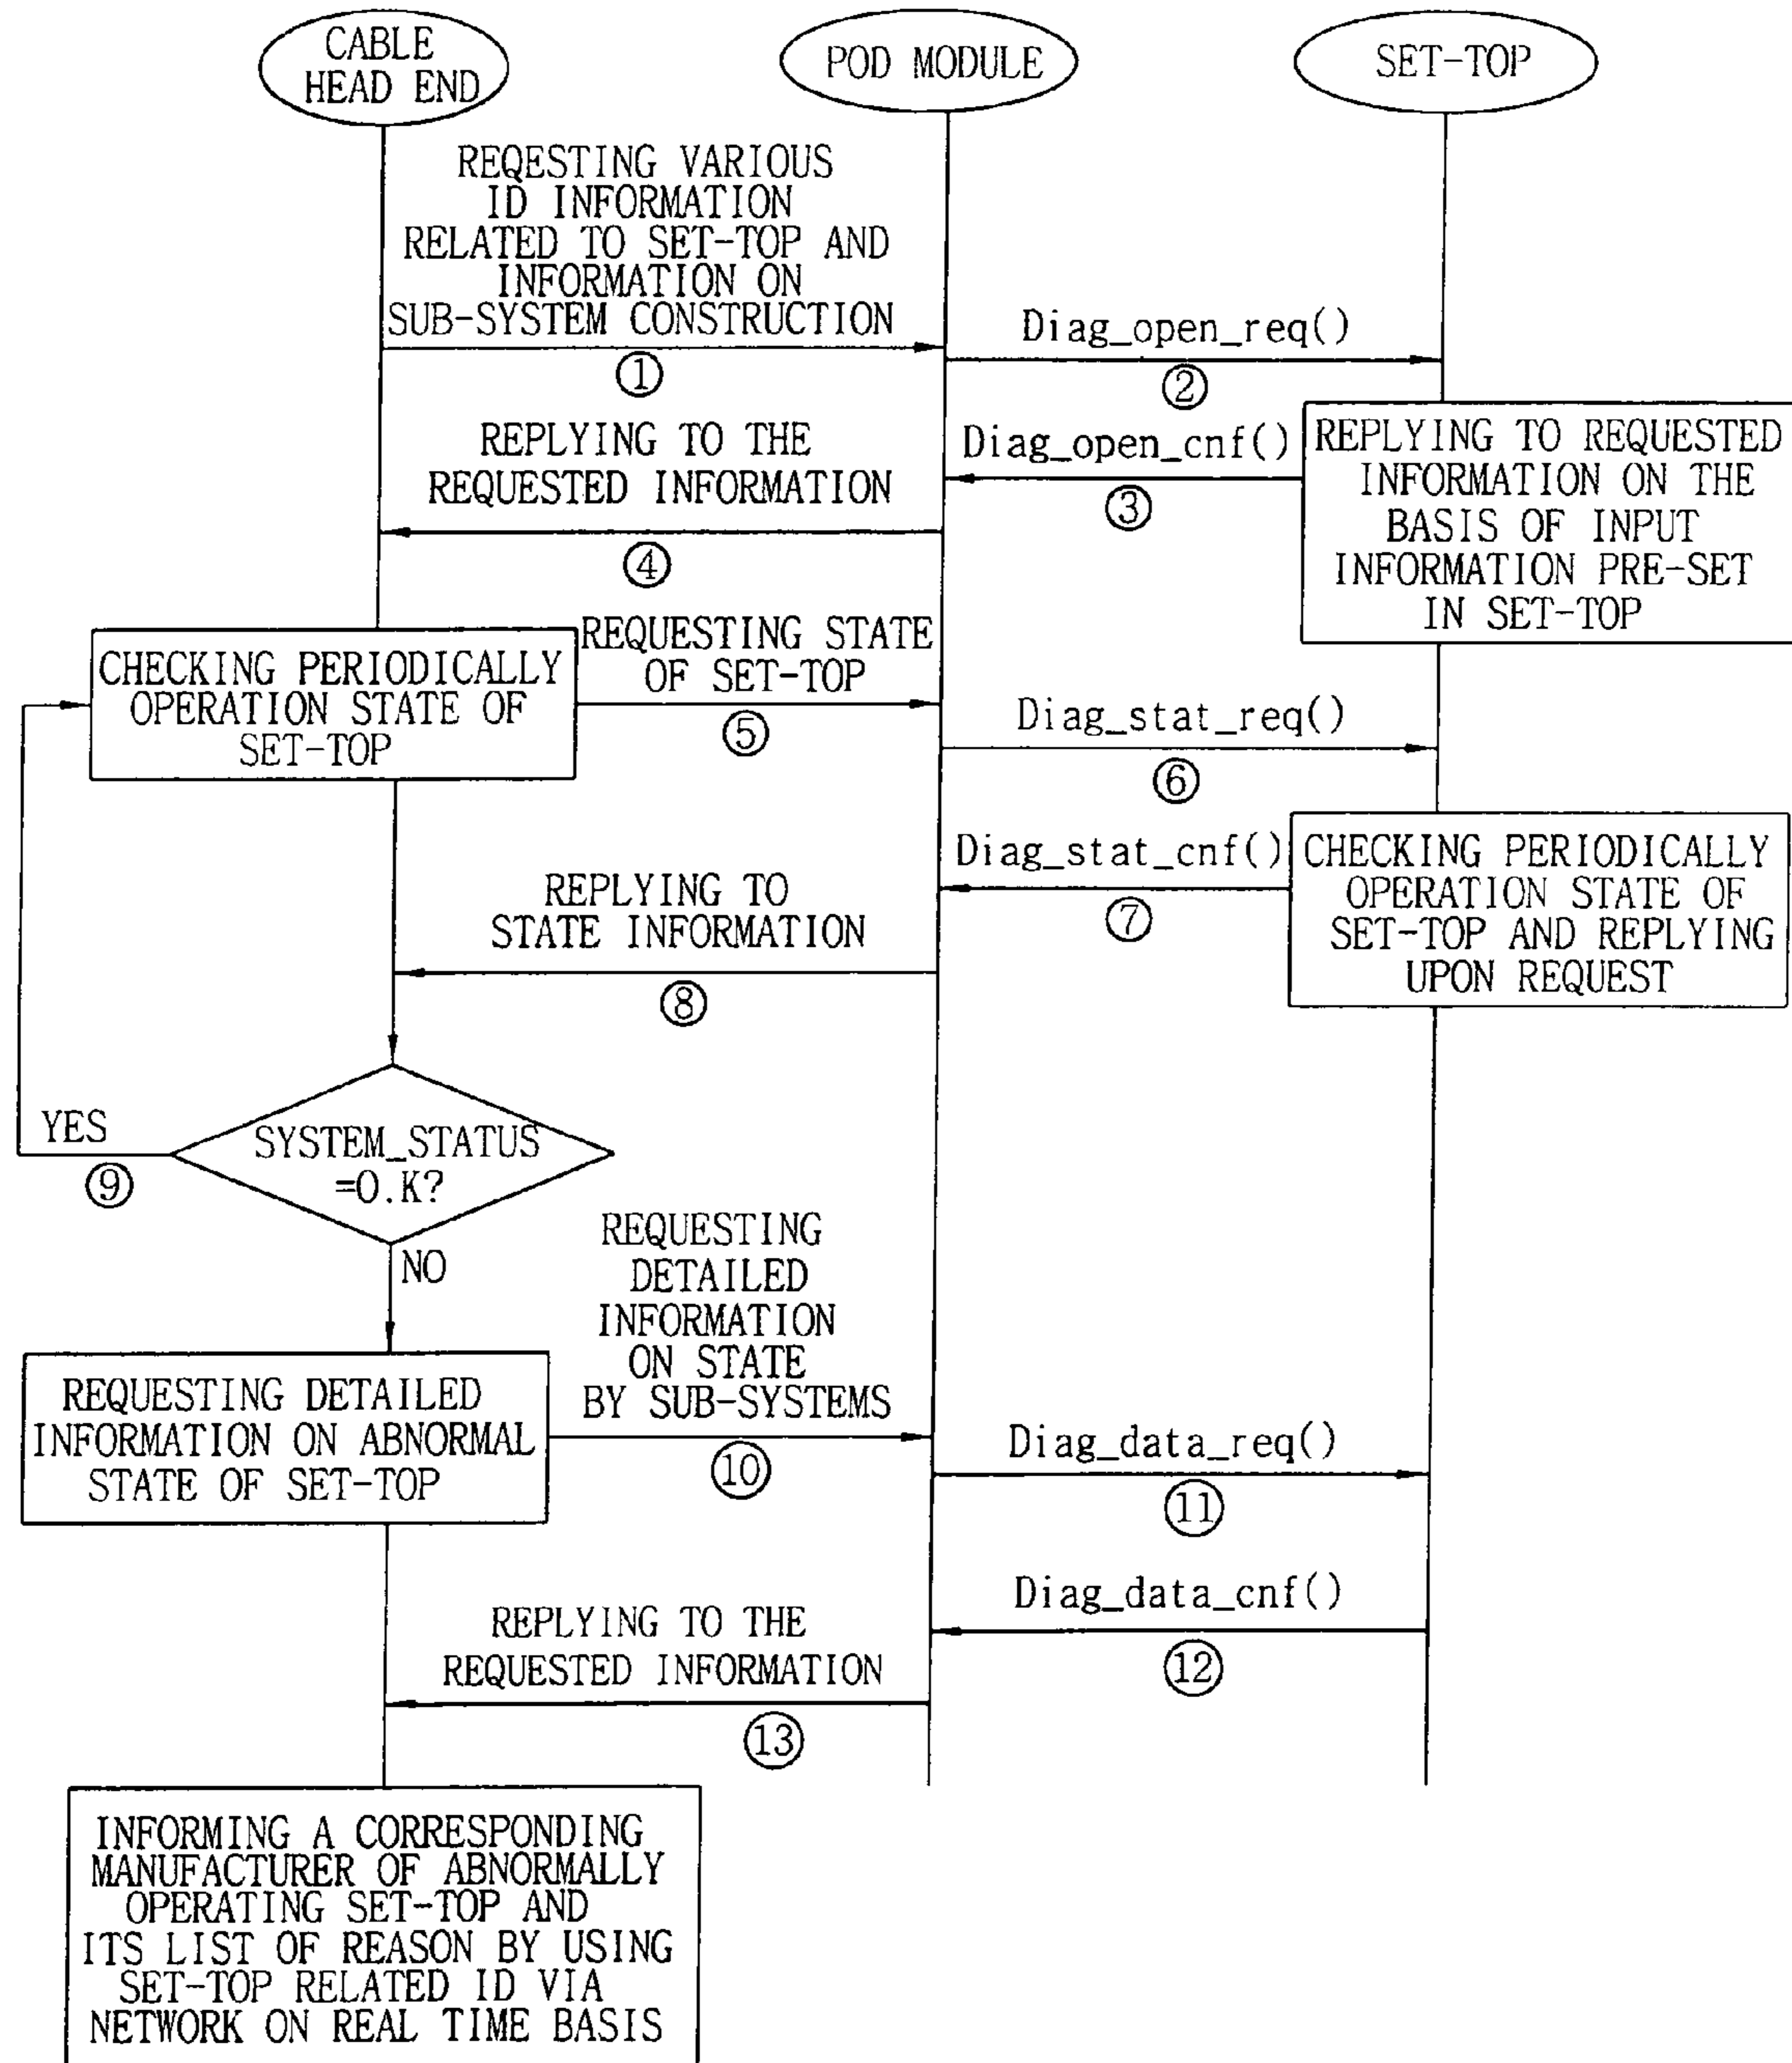 CABLE
HEAD END
POD MODULE
SET-TOP
REQESTING VARIOUS
ID INFORMATION
RELATED TO SET-TOP AND
INFORMATION ON
SUB-SYSTEM CONSTRUCTION
①
Diag_open_req()
②
REPLYING TO THE
REQUESTED INFORMATION
④
Diag_open_cnf()
③
REPLYING TO REQUESTED
INFORMATION ON THE
BASIS OF INPUT
INFORMATION PRE-SET
IN SET-TOP
CHECKING PERIODICALLY
OPERATION STATE OF
SET-TOP
REQUESTING STATE
OF SET-TOP
⑤
Diag_stat_req()
⑥
Diag_stat_cnf()
⑦
CHECKING PERIODICALLY
OPERATION STATE OF
SET-TOP AND REPLYING
UPON REQUEST
REPLYING TO
STATE INFORMATION
⑧
YES
⑨
SYSTEM_STATUS
=O.K?
NO
REQUESTING
DETAILED
INFORMATION
ON STATE
BY SUB-SYSTEMS
⑩
REQUESTING DETAILED
INFORMATION ON ABNORMAL
STATE OF SET-TOP
Diag_data_req()
⑪
Diag_data_cnf()
⑫
REPLYING TO THE
REQUESTED INFORMATION
⑬
INFORMING A CORRESPONDING
MANUFACTURER OF ABNORMALLY
OPERATING SET-TOP AND
ITS LIST OF REASON BY USING
SET-TOP RELATED ID VIA
NETWORK ON REAL TIME BASIS